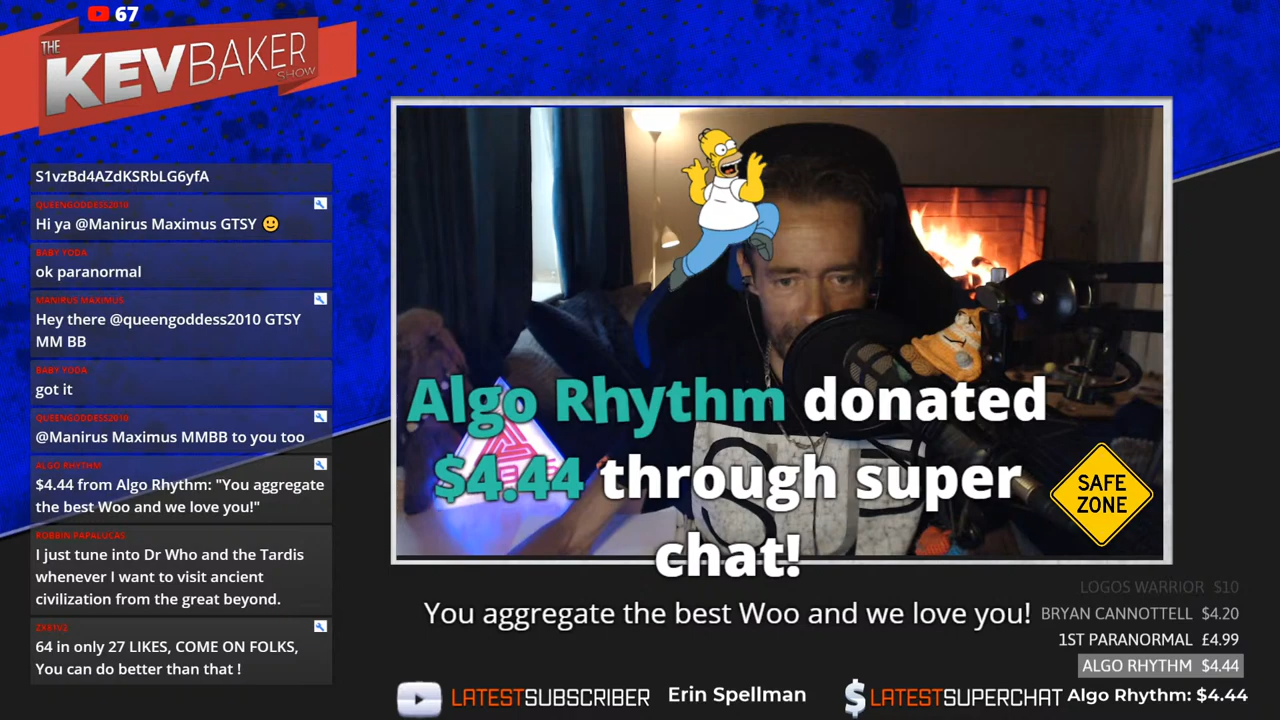 67
THE
KEVBAKER
SHOW
S1vzBd4AZdKSRbLG6yfA
QUEENGODDESS2010
Hi ya @Manirus Maximus GTSY 🙂
BABY YODA
ok paranormal
MANIRUS MAXIMUS
Hey there @queengoddess2010 GTSY
MM BB
BABY YODA
got it
QUEENGODDESS2010
@Manirus Maximus MMBB to you too
ALGO RHYTHM
$4.44 from Algo Rhythm: "You aggregate
the best Woo and we love you!"
ROBBIN PAPALUCAS
I just tune into Dr Who and the Tardis
whenever I want to visit ancient
civilization from the great beyond.
ZX81V2
64 in only 27 LIKES, COME ON FOLKS,
You can do better than that !
Algo Rhythm donated
$4.44 through super
chat!
You aggregate the best Woo and we love you!
SAFE
ZONE
LOGOS WARRIOR $10
BRYAN CANNOTTELL $4.20
1ST PARANORMAL £4.99
ALGO RHYTHM $4.44
LATESTSUBSCRIBER Erin Spellman
$ LATESTSUPERCHAT Algo Rhythm: $4.44